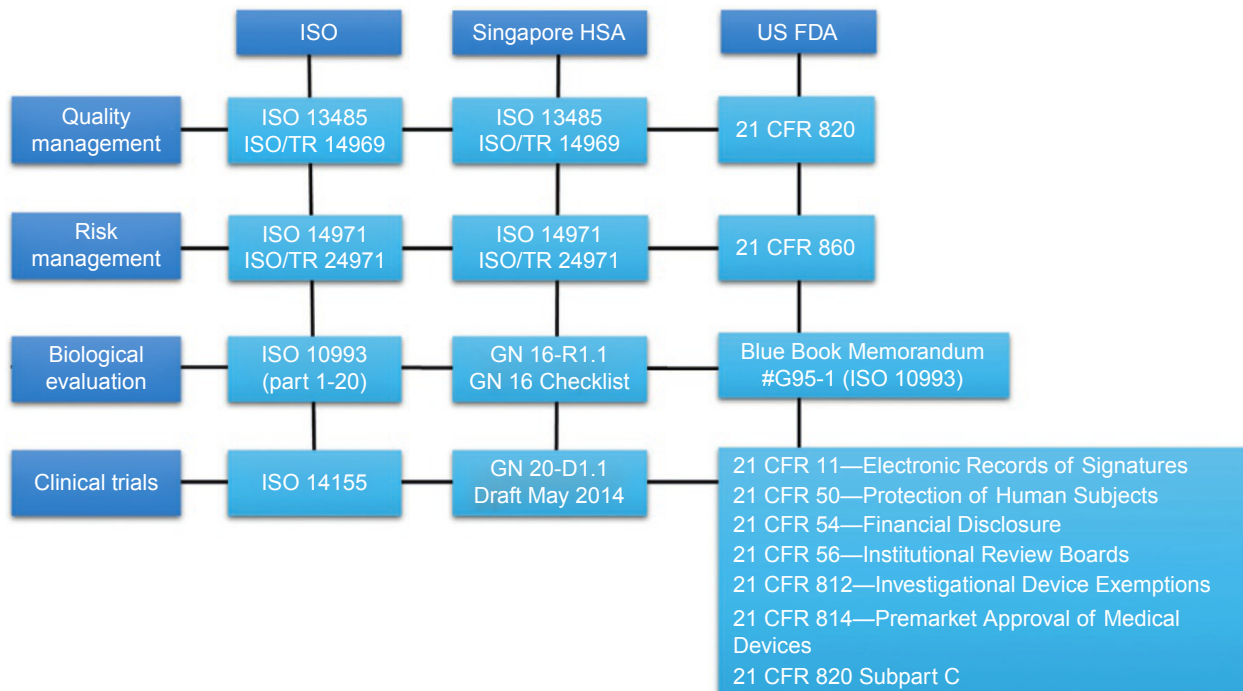 ISO
Singapore HSA
US FDA
Quality
management
ISO 13485
ISO/TR 14969
ISO 13485
ISO/TR 14969
21 CFR 820
Risk
management
ISO 14971
ISO/TR 24971
ISO 14971
ISO/TR 24971
21 CFR 860
Biological
evaluation
ISO 10993
(part 1-20)
GN 16-R1.1
GN 16 Checklist
Blue Book Memorandum
#G95-1 (ISO 10993)
Clinical trials
ISO 14155
GN 20-D1.1
Draft May 2014
21 CFR 11—Electronic Records of Signatures
21 CFR 50—Protection of Human Subjects
21 CFR 54—Financial Disclosure
21 CFR 56—Institutional Review Boards
21 CFR 812—Investigational Device Exemptions
21 CFR 814—Premarket Approval of Medical
Devices
21 CFR 820 Subpart C